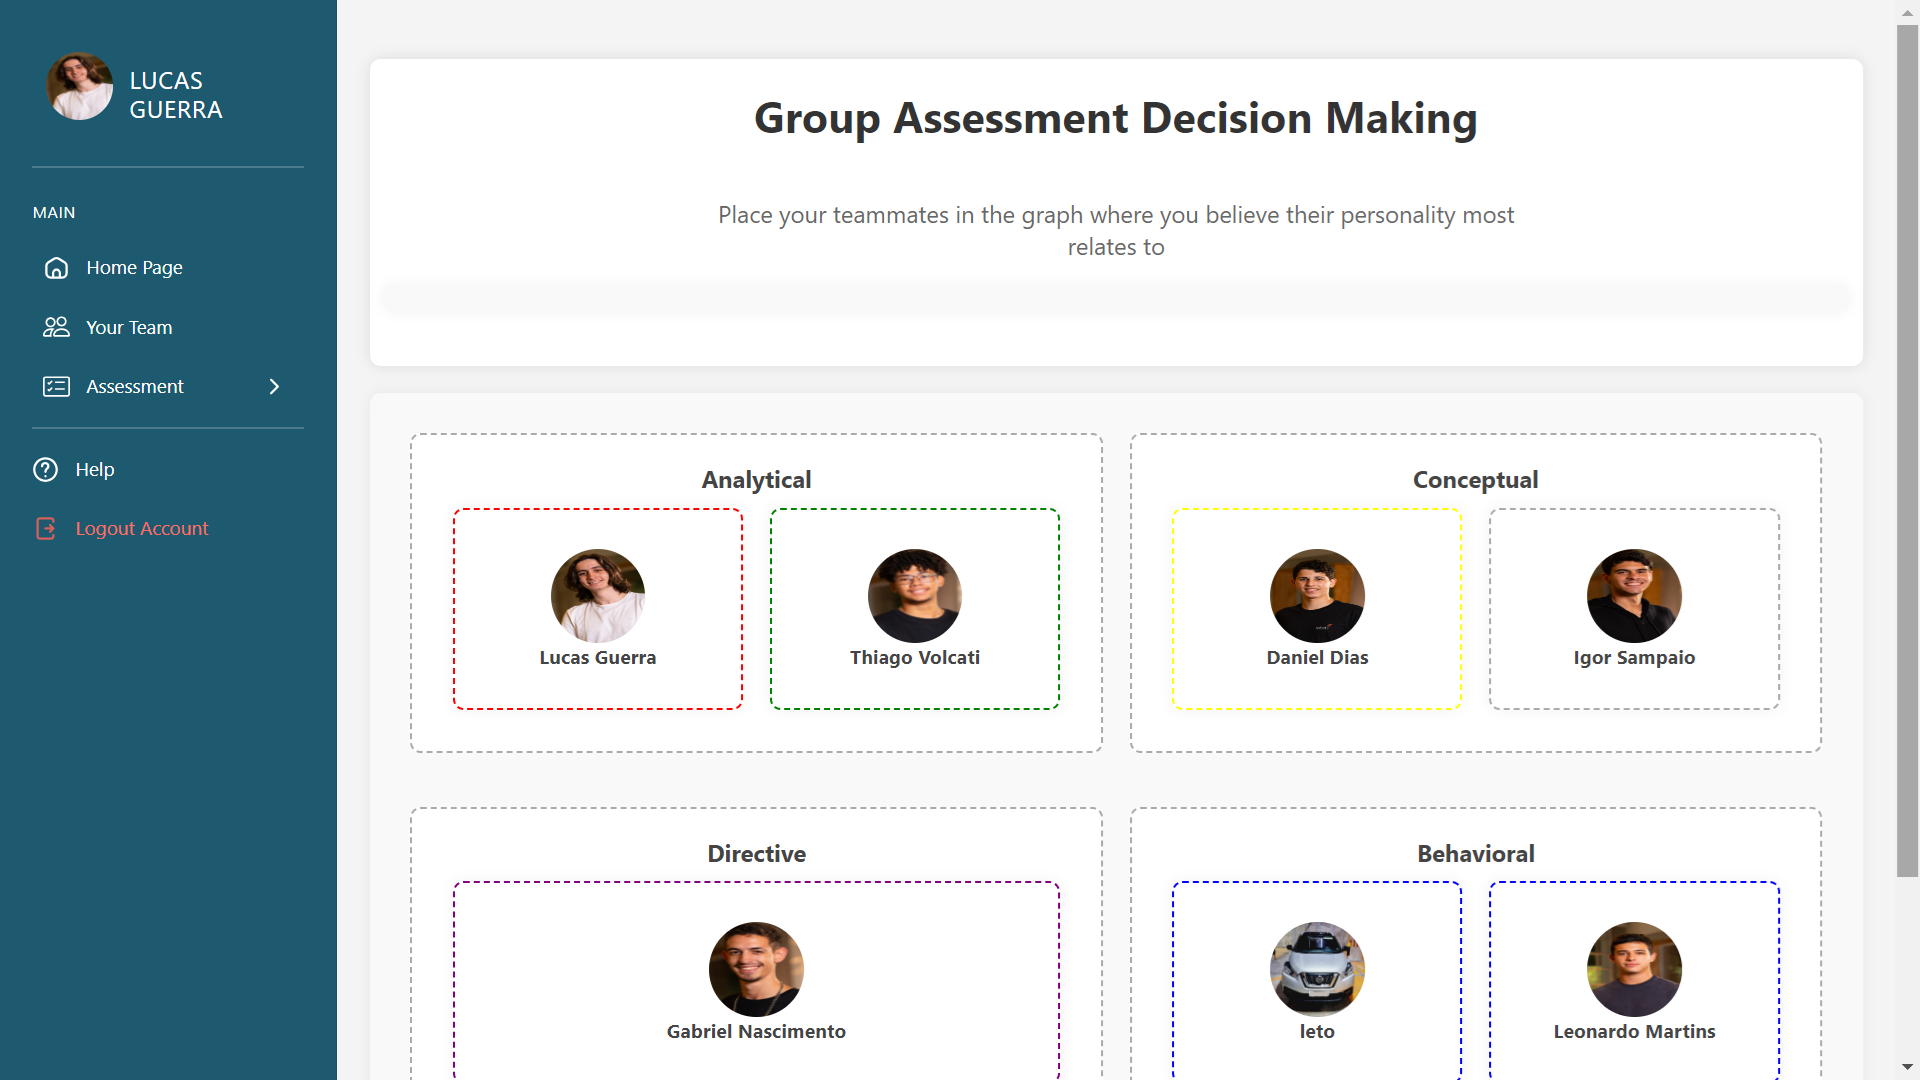 LUCAS
GUERRA
MAIN
Home Page
Your Team
Assessment
Help
Logout Account
Group Assessment Decision Making
Place your teammates in the graph where you believe their personality most
relates to
Analytical
Lucas Guerra
Thiago Volcati
Conceptual
Daniel Dias
Igor Sampaio
Directive
Gabriel Nascimento
Behavioral
leto
Leonardo Martins